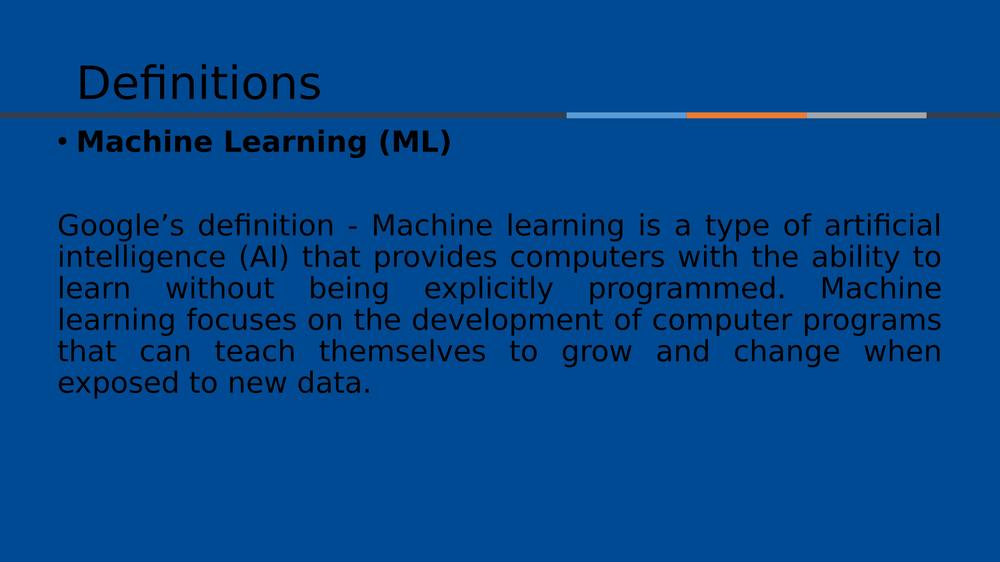 Definitions
• Machine Learning (ML)
Google’s definition - Machine learning is a type of artificial
intelligence (AI) that provides computers with the ability to
learn without being explicitly programmed. Machine
learning focuses on the development of computer programs
that can teach themselves to grow and change when
exposed to new data.